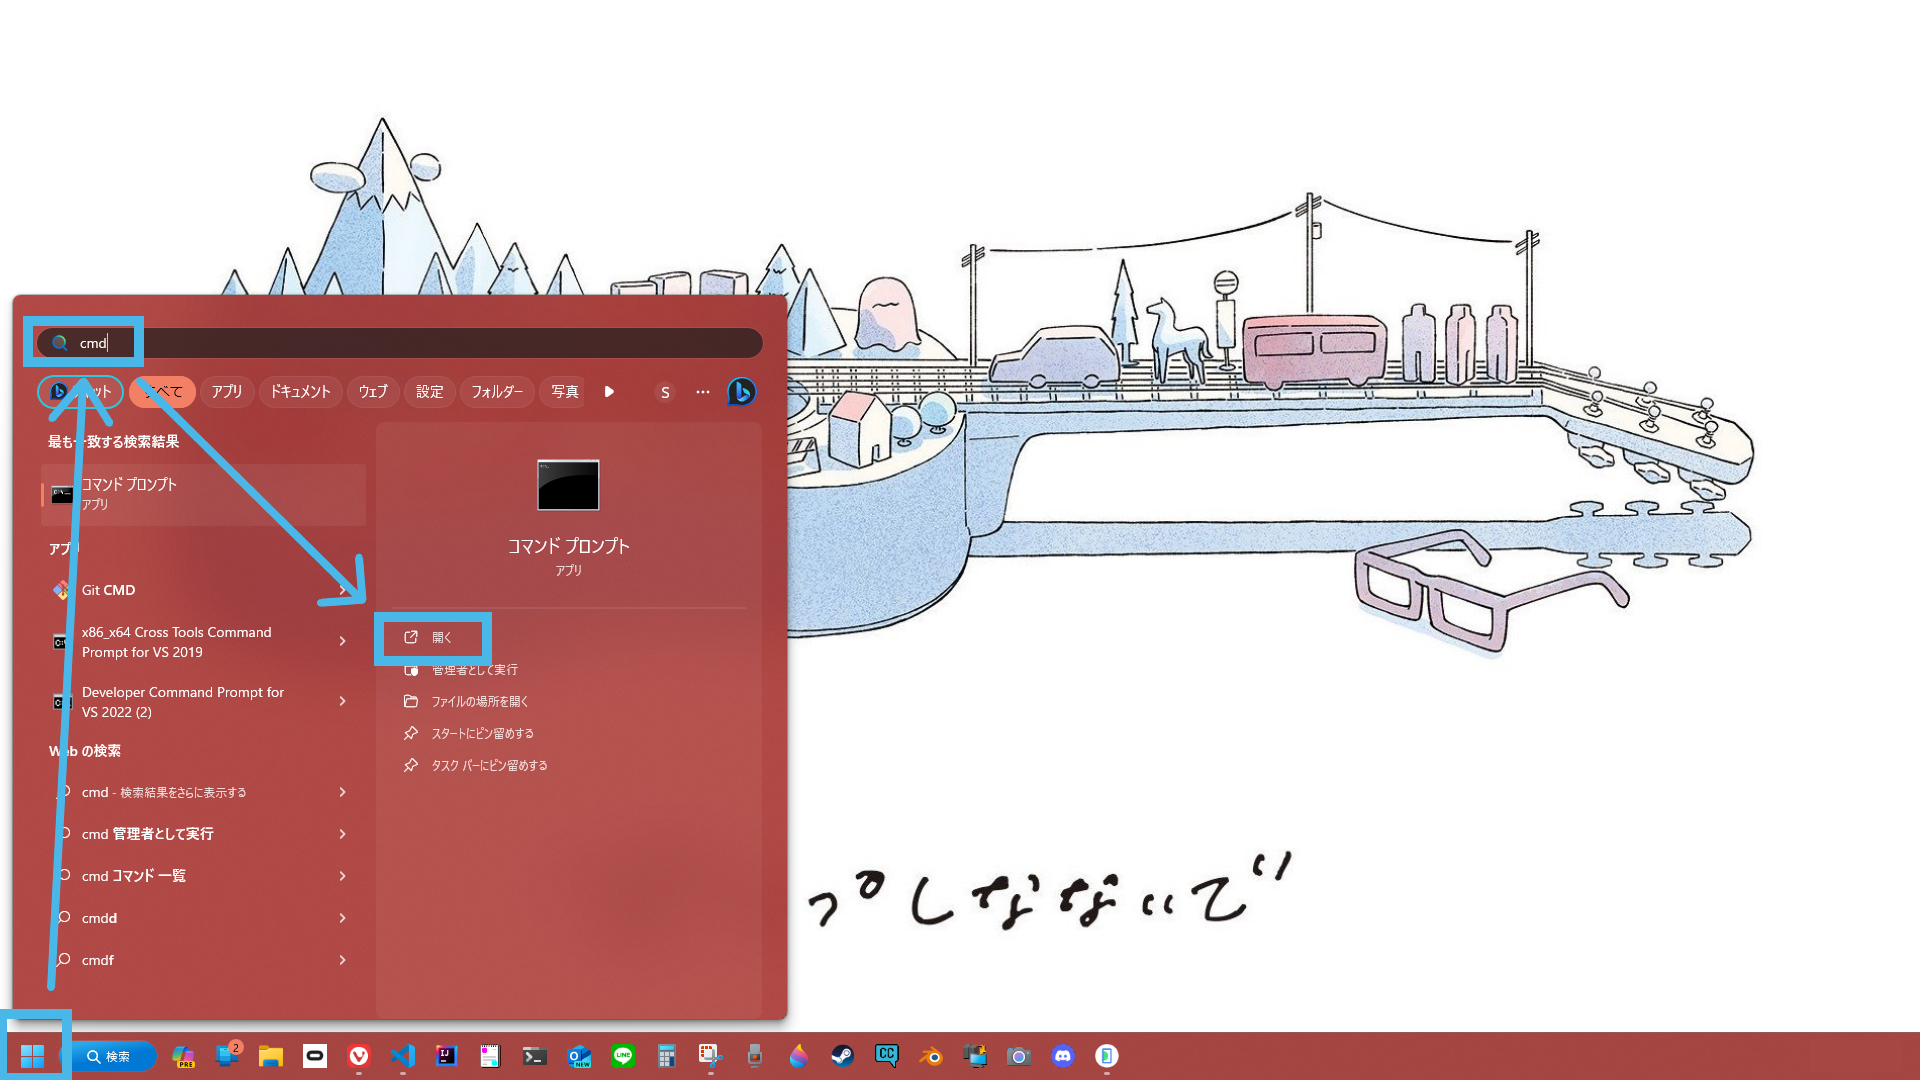 cmd
すべて
アプリ
ドキュメント
ウェブ
設定
フォルダー
写真
S
最も一致する検索結果
コマンド プロンプト
アプリ
アプリ
Git CMD
x86_x64 Cross Tools Command
Prompt for VS 2019
Developer Command Prompt for
VS 2022 (2)
Web の検索
cmd - 検索結果をさらに表示する
cmd 管理者として実行
cmd コマンド 一覧
cmdd
cmdf
コマンド プロンプト
アプリ
開く
管理者として実行
ファイルの場所を開く
スタートにピン留めする
タスク バーにピン留めする
プしなないで
検索
PRE
2
IJ
NEW
LINE
CC